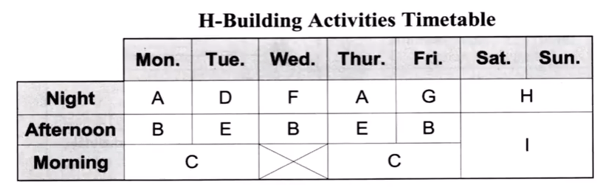 H-Building Activities Timetable
Mon. Tue. Wed. Thur. Fri. Sat. Sun.
Night A D F A G H
Afternoon B E B E B I
Morning C C